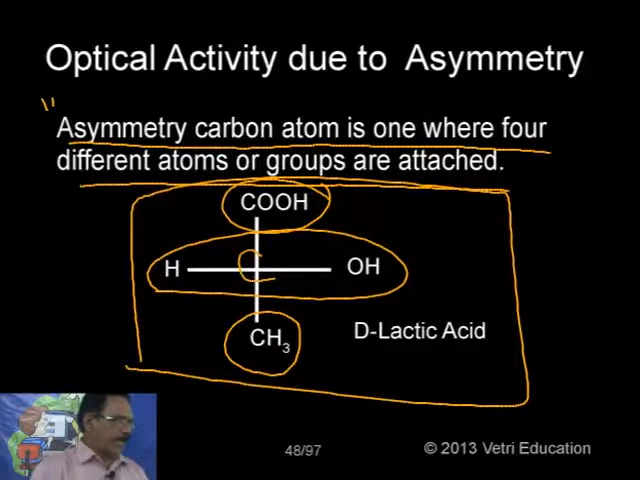 Optical Activity due to Asymmetry
Asymmetry carbon atom is one where four
different atoms or groups are attached.
COOH
H C OH
CH3
D-Lactic Acid
48/97
© 2013 Vetri Education